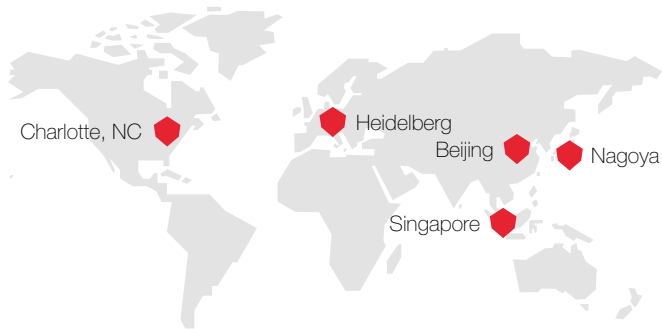 Charlotte, NC
Heidelberg
Beijing
Nagoya
Singapore